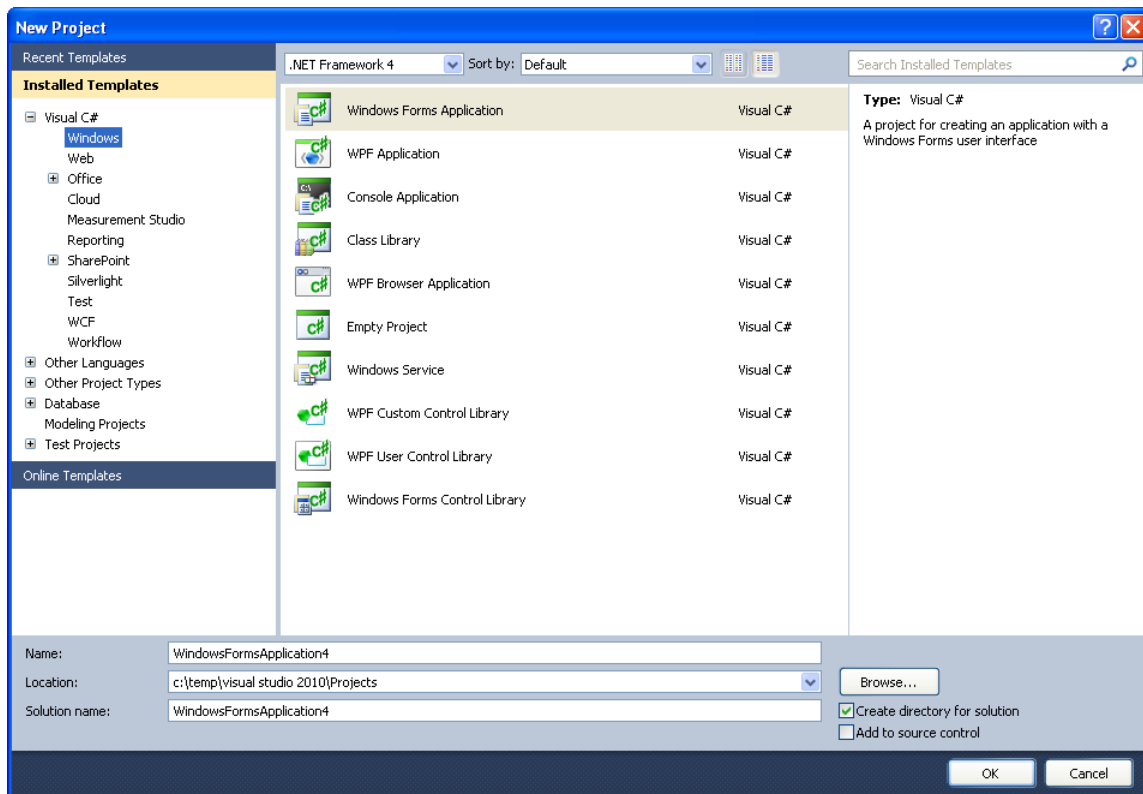 New Project
Recent Templates
Installed Templates
Visual C#
Windows
Web
Office
Cloud
Measurement Studio
Reporting
SharePoint
Silverlight
Test
WCF
Workflow
Other Languages
Other Project Types
Database
Modeling Projects
Test Projects
Online Templates
.NET Framework 4 Sort by: Default
Windows Forms Application Visual C#
WPF Application Visual C#
Console Application Visual C#
Class Library Visual C#
WPF Browser Application Visual C#
Empty Project Visual C#
Windows Service Visual C#
WPF Custom Control Library Visual C#
WPF User Control Library Visual C#
Windows Forms Control Library Visual C#
Search Installed Templates
Type: Visual C#
A project for creating an application with a
Windows Forms user interface
Name: WindowsFormsApplication4
Location: c:\temp\visual studio 2010\Projects Browse...
Solution name: WindowsFormsApplication4
Create directory for solution
Add to source control
OK Cancel